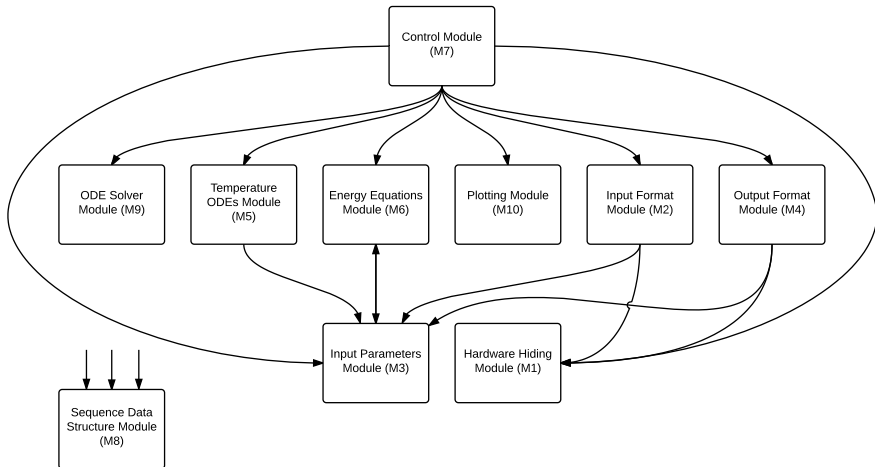 Control Module
(M7)
ODE Solver
Module (M9)
Temperature
ODEs Module
(M5)
Energy Equations
Module (M6)
Plotting Module
(M10)
Input Format
Module (M2)
Output Format
Module (M4)
Input Parameters
Module (M3)
Hardware Hiding
Module (M1)
Sequence Data
Structure Module
(M8)